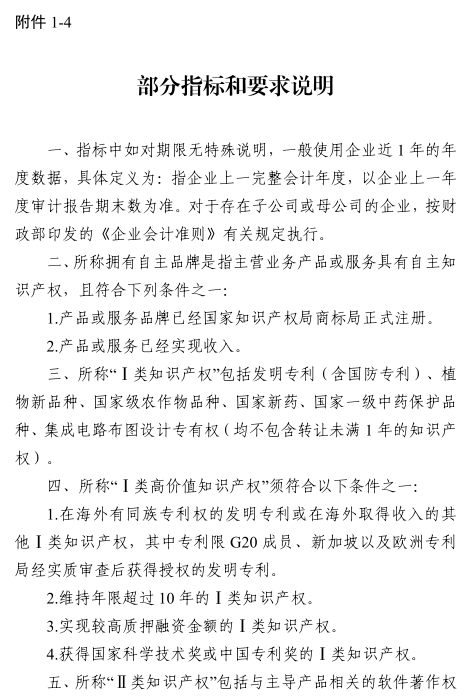 附件 1-4
部分指标和要求说明
一、指标中如对期限无特殊说明，一般使用企业近 1 年的年
度数据，具体定义为：指企业上一完整会计年度，以企业上一年
度审计报告期末数为准。对于存在子公司或母公司的企业，按财
政部印发的《企业会计准则》有关规定执行。
二、所称拥有自主品牌是指主营业务产品或服务具有自主知
识产权，且符合下列条件之一：
1.产品或服务品牌已经国家知识产权局商标局正式注册。
2.产品或服务已经实现收入。
三、所称“Ⅰ类知识产权”包括发明专利（含国防专利）、植
物新品种、国家级农作物品种、国家新药、国家一级中药保护品
种、集成电路布图设计专有权（均不包含转让未满 1 年的知识产
权）。
四、所称“Ⅰ类高价值知识产权”须符合以下条件之一：
1.在海外有同族专利权的发明专利或在海外取得收入的其
他Ⅰ类知识产权，其中专利限 G20 成员、新加坡以及欧洲专利
局经实质审查后获得授权的发明专利。
2.维持年限超过 10 年的Ⅰ类知识产权。
3.实现较高质押融资金额的Ⅰ类知识产权。
4.获得国家科学技术奖或中国专利奖的Ⅰ类知识产权。
五、所称“Ⅱ类知识产权”包括与主导产品相关的软件著作权